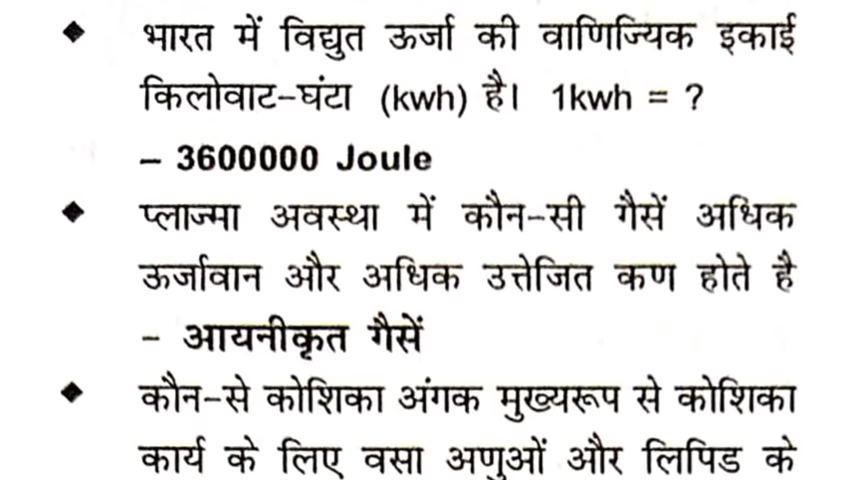 ◆ भारत में विद्युत ऊर्जा की वाणिज्यिक इकाई
किलोवाट-घंटा (kwh) है। 1kwh = ?
– 3600000 Joule
◆ प्लाज्मा अवस्था में कौन-सी गैसें अधिक
ऊर्जावान और अधिक उत्तेजित कण होते है
- आयनीकृत गैसें
◆ कौन-से कोशिका अंगक मुख्यरूप से कोशिका
कार्य के लिए वसा अणुओं और लिपिड के